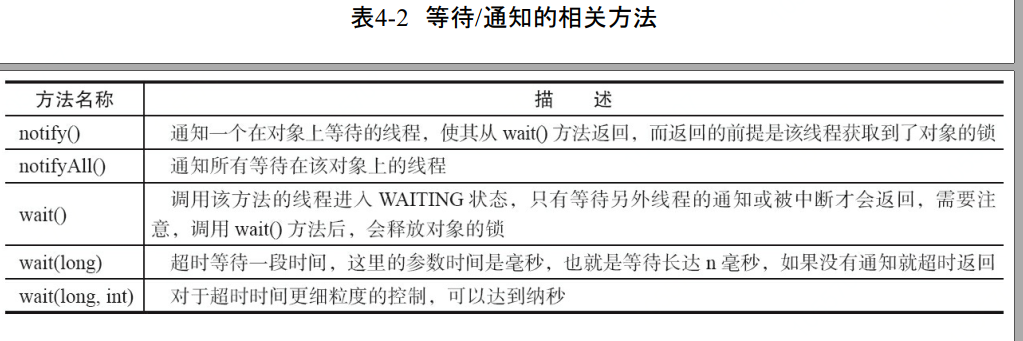 表4-2 等待/通知的相关方法
方法名称 描 述
notify() 通知一个在对象上等待的线程，使其从 wait() 方法返回，而返回的前提是该线程获取到了对象的锁
notifyAll() 通知所有等待在该对象上的线程
wait() 调用该方法的线程进入 WAITING 状态，只有等待另外线程的通知或被中断才会返回，需要注
意，调用 wait() 方法后，会释放对象的锁
wait(long) 超时等待一段时间，这里的参数时间是毫秒，也就是等待长达 n 毫秒，如果没有通知就超时返回
wait(long, int) 对于超时时间更细粒度的控制，可以达到纳秒